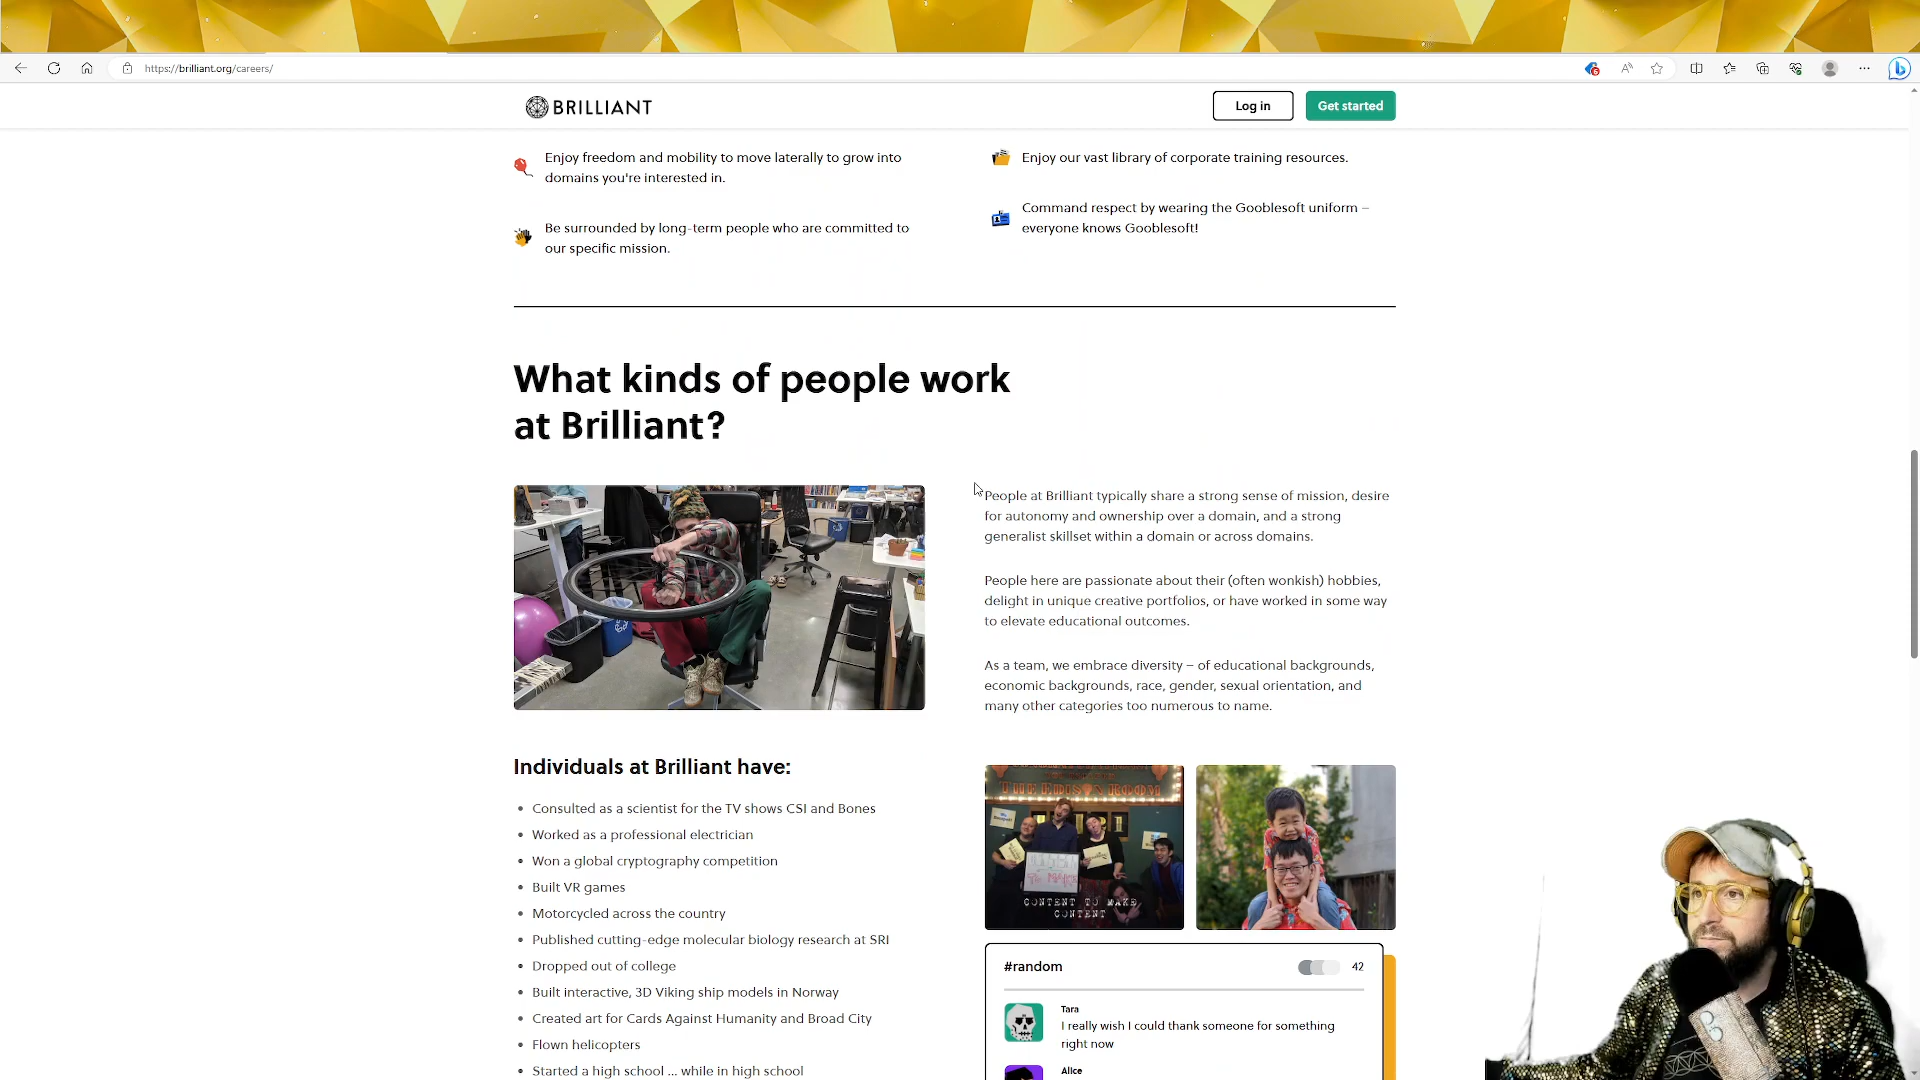 https://brilliant.org/careers/
BRILLIANT
Log in
Get started
Enjoy freedom and mobility to move laterally to grow into
domains you're interested in.
Be surrounded by long-term people who are committed to
our specific mission.
Enjoy our vast library of corporate training resources.
Command respect by wearing the Gooblesoft uniform –
everyone knows Gooblesoft!
What kinds of people work
at Brilliant?
People at Brilliant typically share a strong sense of mission, desire
for autonomy and ownership over a domain, and a strong
generalist skillset within a domain or across domains.
People here are passionate about their (often wonkish) hobbies,
delight in unique creative portfolios, or have worked in some way
to elevate educational outcomes.
As a team, we embrace diversity – of educational backgrounds,
economic backgrounds, race, gender, sexual orientation, and
many other categories too numerous to name.
Individuals at Brilliant have:
• Consulted as a scientist for the TV shows CSI and Bones
• Worked as a professional electrician
• Won a global cryptography competition
• Built VR games
• Motorcycled across the country
• Published cutting-edge molecular biology research at SRI
• Dropped out of college
• Built interactive, 3D Viking ship models in Norway
• Created art for Cards Against Humanity and Broad City
• Flown helicopters
• Started a high school ... while in high school
THE EDISON ROOM
CONTENT TO MAKE
CONTENT
#random
42
Tara
I really wish I could thank someone for something
right now
Alice